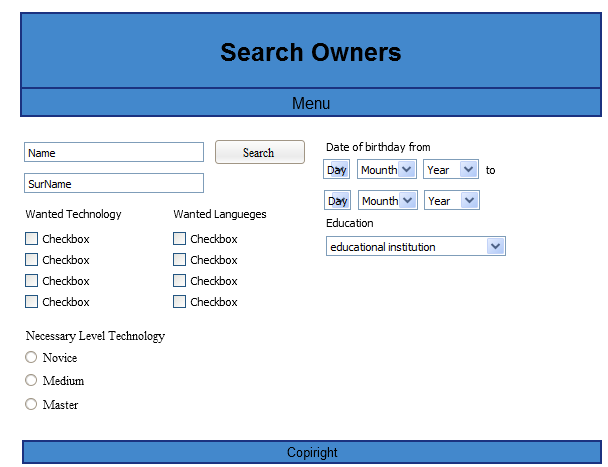 Search Owners
Menu
Name
Search
SurName
Date of birthday from
Day Mounth Year to
Day Mounth Year
Education
educational institution
Wanted Technology Wanted Langueges
Checkbox Checkbox
Checkbox Checkbox
Checkbox Checkbox
Checkbox Checkbox
Necessary Level Technology
Novice
Medium
Master
Copiright